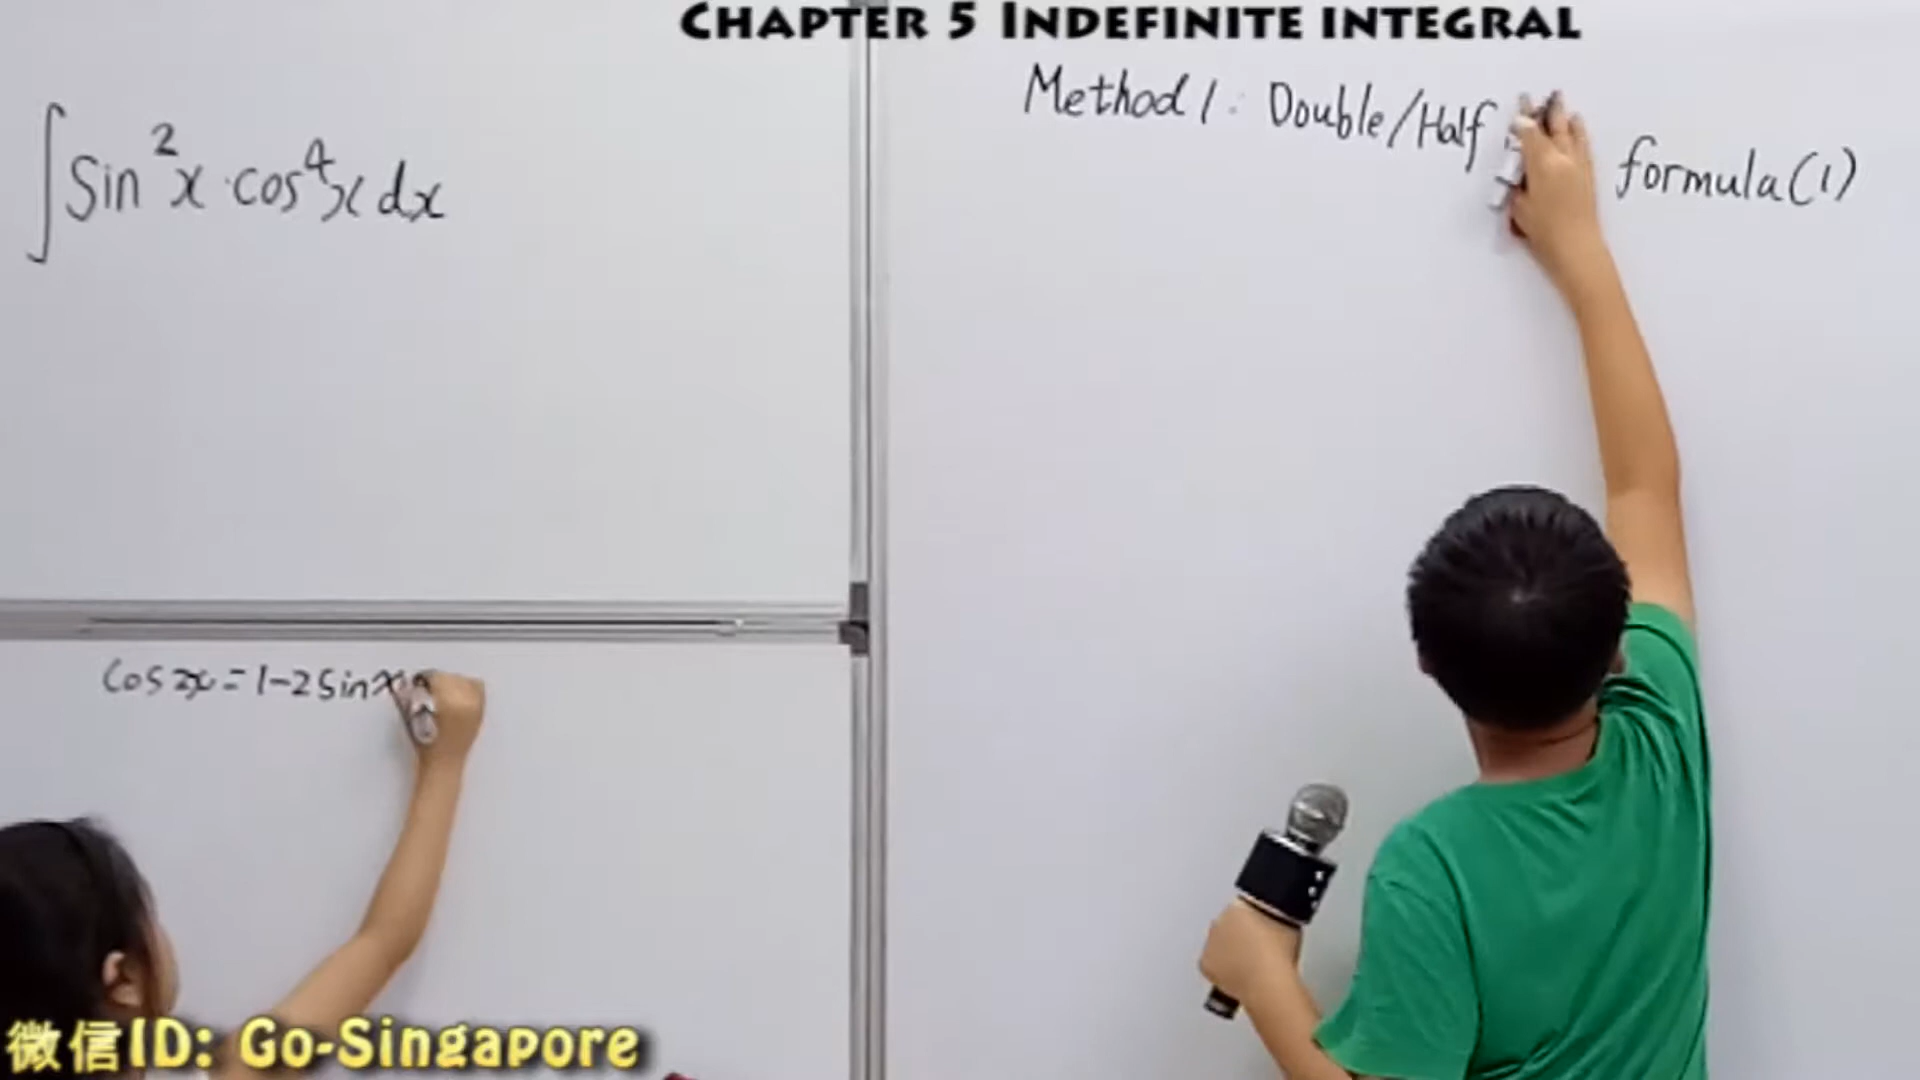 CHAPTER 5 INDEFINITE INTEGRAL
Method 1: Double/Half formula(1)
∫Sin²x·cos⁴x dx
Cos2x=1-2Sinx
微信ID: Go-Singapore